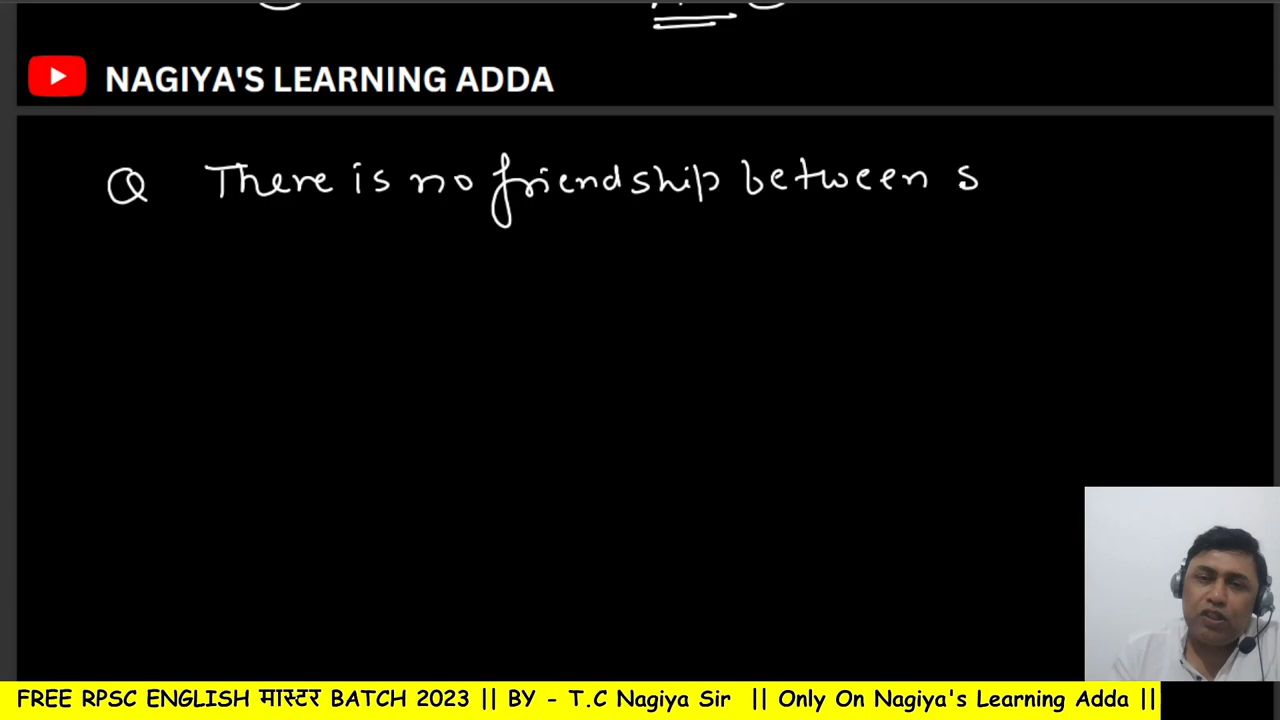 NAGIYA'S LEARNING ADDA
Q There is no friendship between s
FREE RPSC ENGLISH मास्टर BATCH 2023 || BY - T.C Nagiya Sir || Only On Nagiya's Learning Adda ||